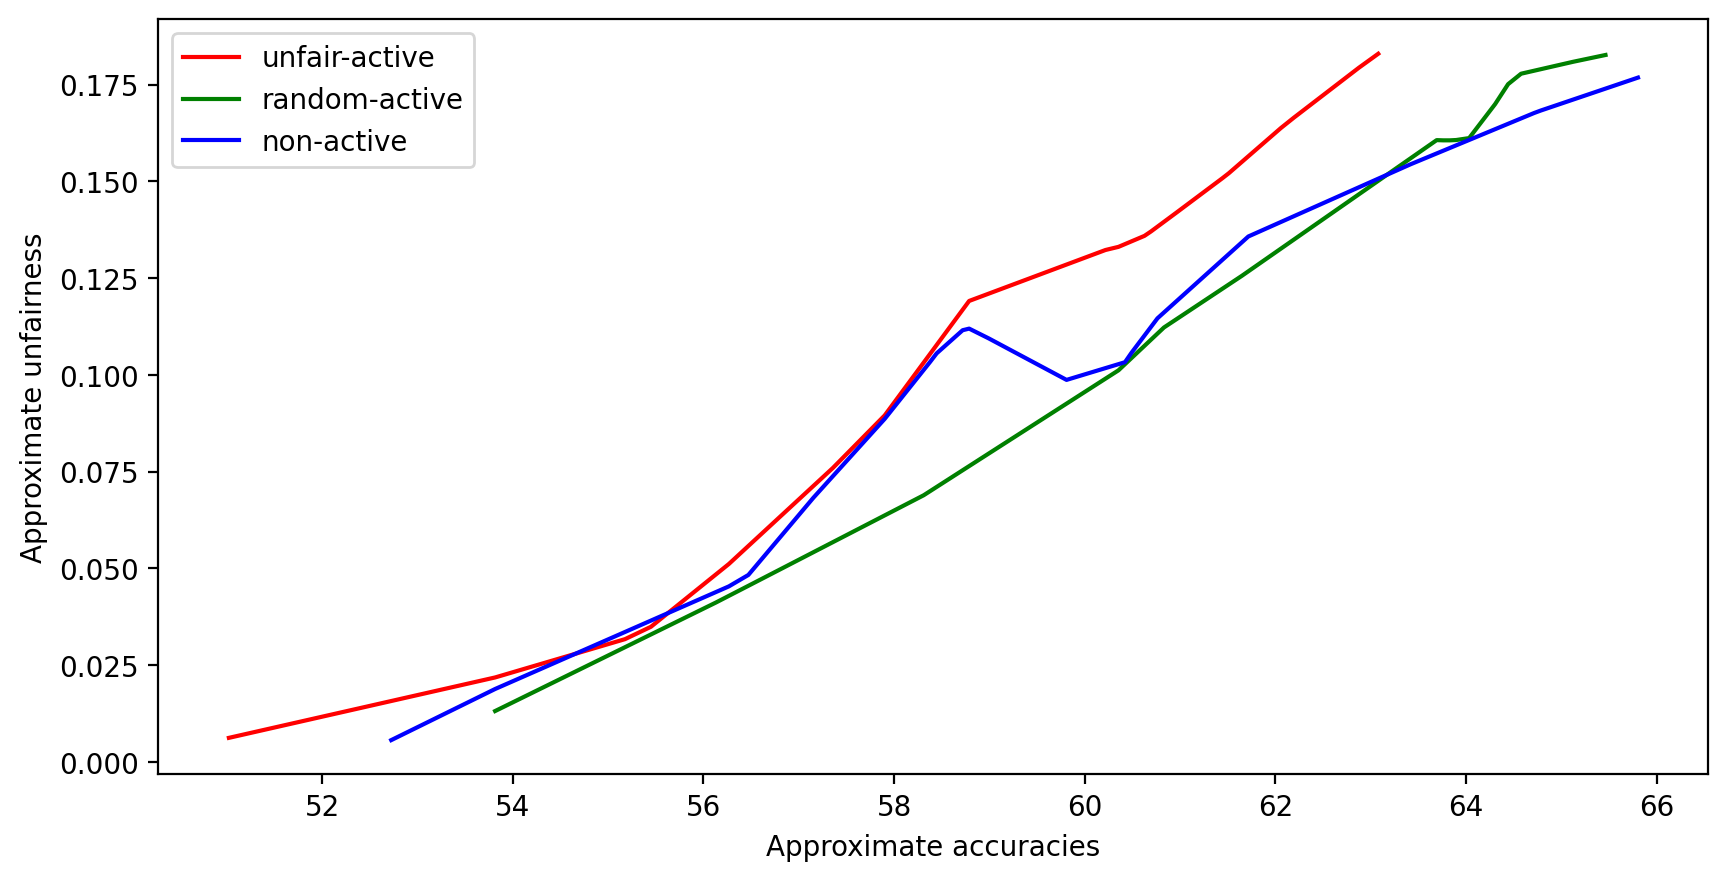 unfair-active
random-active
non-active
Approximate unfairness
0.175
0.150
0.125
0.100
0.075
0.050
0.025
0.000
52 54 56 58 60 62 64 66
Approximate accuracies